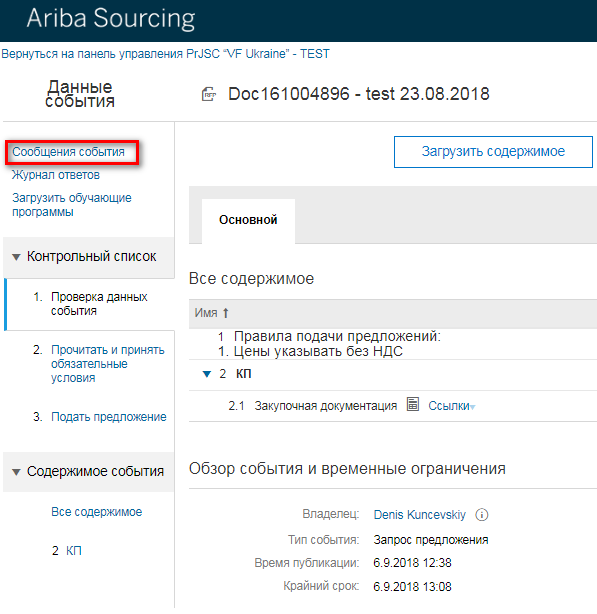 Ariba Sourcing
Вернуться на панель управления PrJSC “VF Ukraine” - TEST
Данные
события
RFP
Doc161004896 - test 23.08.2018
Сообщения события
Журнал ответов
Загрузить обучающие
программы
Загрузить содержимое
Основной
Контрольный список
1. Проверка данных
события
2. Прочитать и принять
обязательные
условия
3. Подать предложение
Содержимое события
Все содержимое
2 КП
Все содержимое
Имя ↑
1 Правила подачи предложений:
1. Цены указывать без НДС
2 КП
2.1 Закупочная документация Ссылки
Обзор события и временные ограничения
Владелец: Denis Kuncevskiy
Тип события: Запрос предложения
Время публикации: 6.9.2018 12:38
Крайний срок: 6.9.2018 13:08